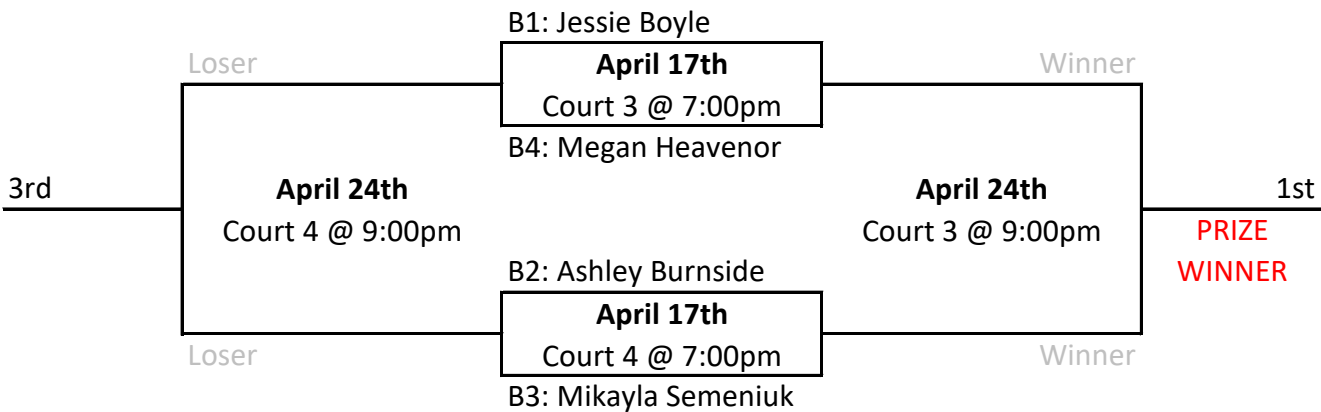 B1: Jessie Boyle
Loser
April 17th
Winner
Court 3 @ 7:00pm
B4: Megan Heavenor
3rd
April 24th
April 24th
1st
Court 4 @ 9:00pm
Court 3 @ 9:00pm
PRIZE
WINNER
B2: Ashley Burnside
April 17th
Loser
Court 4 @ 7:00pm
Winner
B3: Mikayla Semeniuk